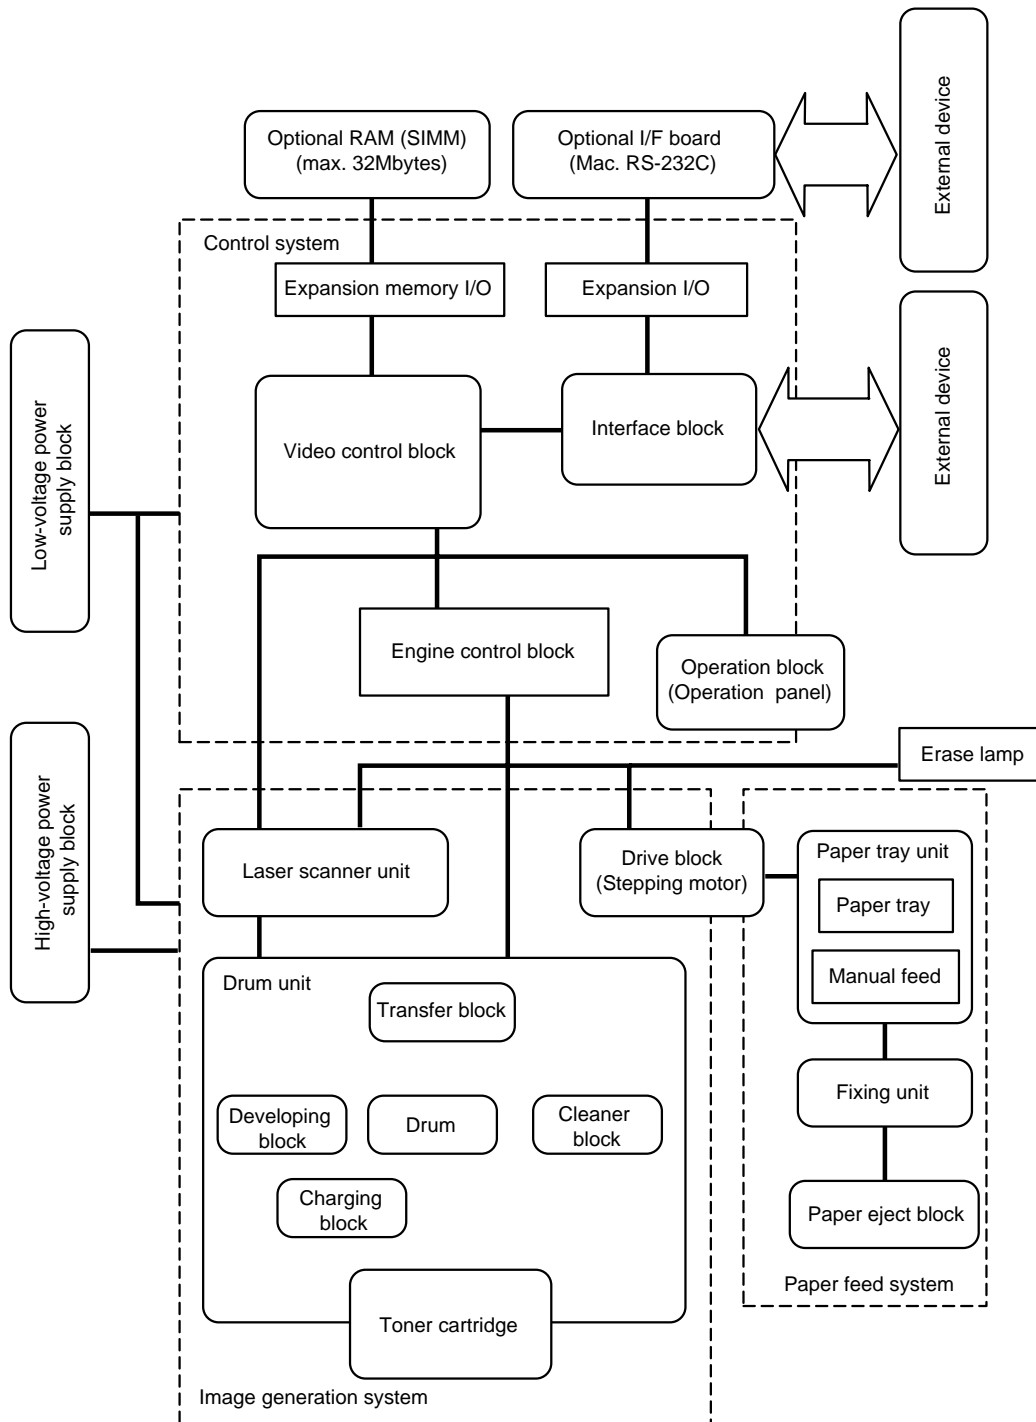 Optional RAM (SIMM)
(max. 32Mbytes)
Optional I/F board
(Mac. RS-232C)
External device
Control system
Expansion memory I/O
Expansion I/O
External device
Low-voltage power
supply block
Video control block
Interface block
Engine control block
Operation block
(Operation panel)
High-voltage power
supply block
Erase lamp
Laser scanner unit
Drive block
(Stepping motor)
Paper tray unit
Paper tray
Manual feed
Drum unit
Transfer block
Developing
block
Drum
Cleaner
block
Fixing unit
Charging
block
Paper eject block
Paper feed system
Toner cartridge
Image generation system